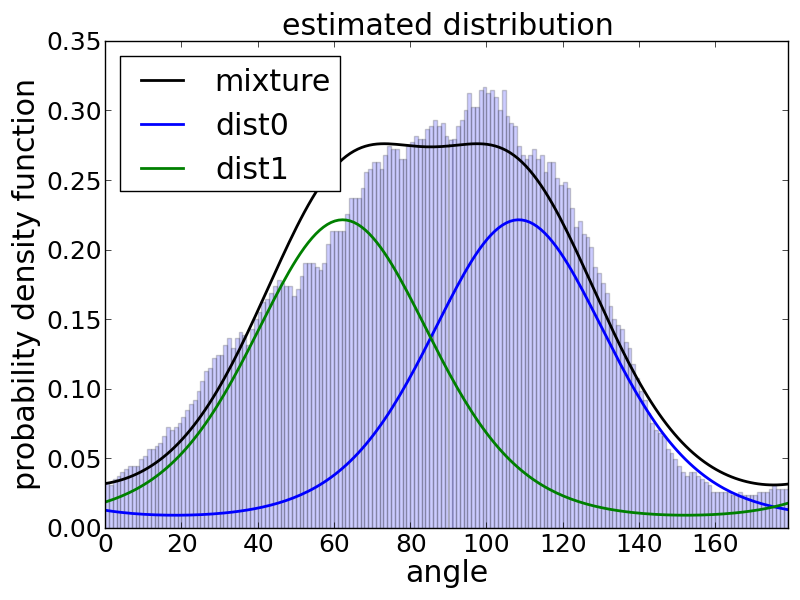 estimated distribution
probability density function
0.35
0.30
0.25
0.20
0.15
0.10
0.05
0.00
mixture
dist0
dist1
0 20 40 60 80 100 120 140 160
angle